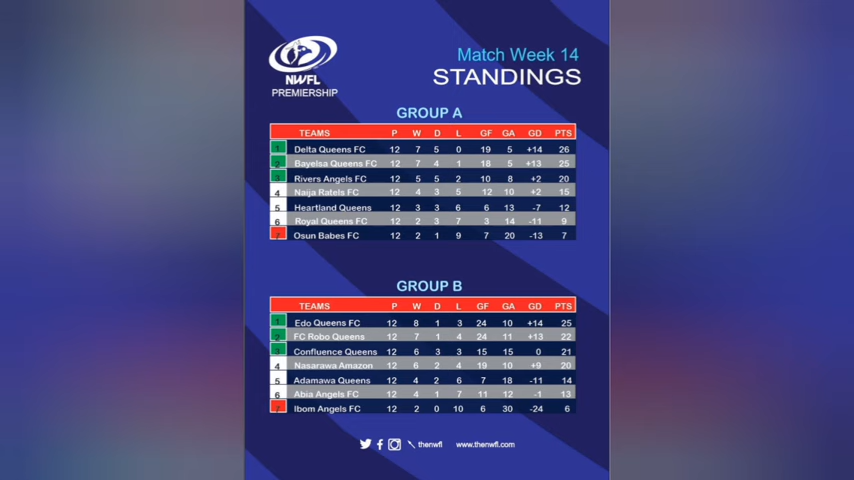 NWFL
PREMIERSHIP
Match Week 14
STANDINGS
GROUP A
TEAMS P W D L GF GA GD PTS
1 Delta Queens FC 12 7 5 0 19 5 +14 26
2 Bayelsa Queens FC 12 7 4 1 18 5 +13 25
3 Rivers Angels FC 12 5 5 2 10 8 +2 20
4 Naija Ratels FC 12 4 3 5 12 10 +2 15
5 Heartland Queens 12 3 3 6 6 13 -7 12
6 Royal Queens FC 12 2 3 7 3 14 -11 9
7 Osun Babes FC 12 2 1 9 7 20 -13 7
GROUP B
TEAMS P W D L GF GA GD PTS
1 Edo Queens FC 12 8 1 3 24 10 +14 25
2 FC Robo Queens 12 7 1 4 24 11 +13 22
3 Confluence Queens 12 6 3 3 15 15 0 21
4 Nasarawa Amazon 12 6 2 4 19 10 +9 20
5 Adamawa Queens 12 4 2 6 7 18 -11 14
6 Abia Angels FC 12 4 1 7 11 12 -1 13
7 Ibom Angels FC 12 2 0 10 6 30 -24 6
thenwfl www.thenwfl.com